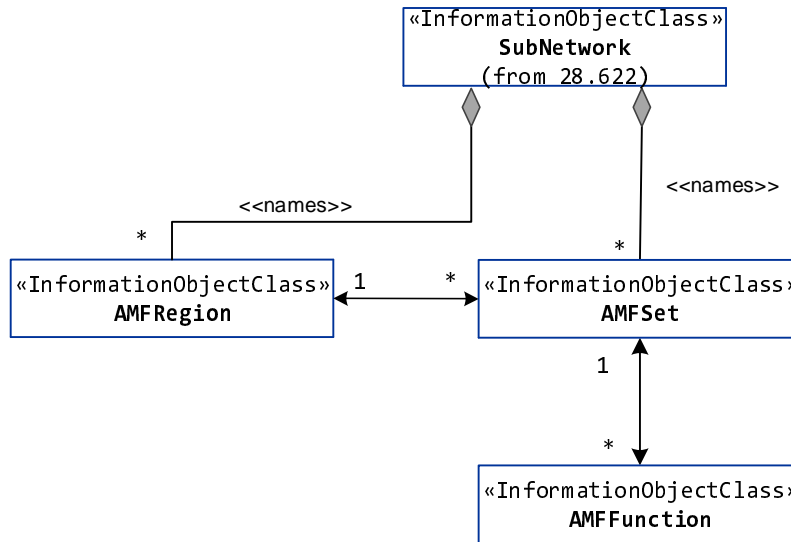 «InformationObjectClass»
SubNetwork
(from 28.622)
<<names>>
<<names>>
*
*
«InformationObjectClass»
AMFRegion
1
*
«InformationObjectClass»
AMFSet
1
*
«InformationObjectClass»
AMFFunction